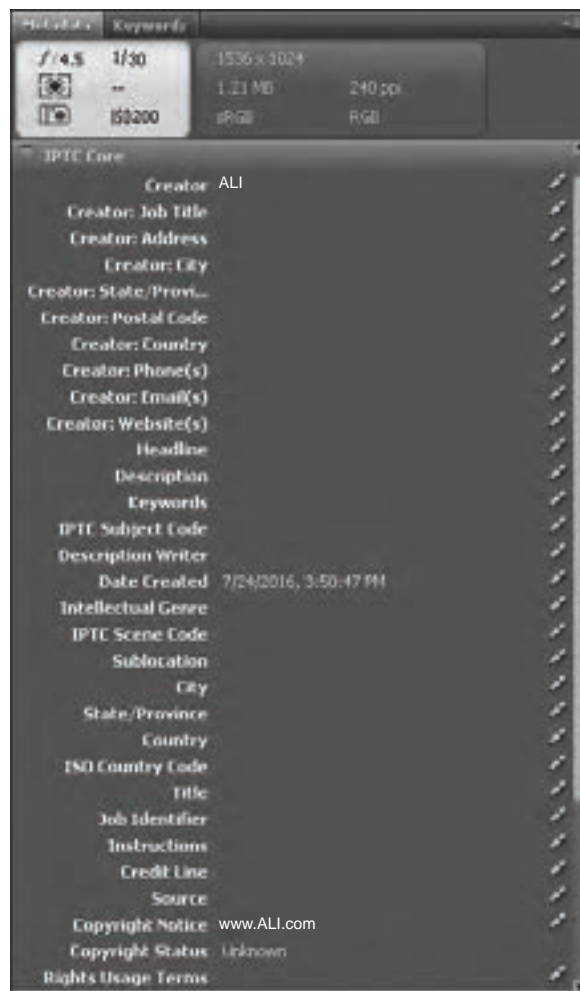 Metadata Keywords
f/4.5 1/30
--
ISO200
1536 x 1024
1.21 MB 240 ppi
sRGB RGB
IPTC Core
Creator ALI
Creator: Job Title
Creator: Address
Creator: City
Creator: State/Provi...
Creator: Postal Code
Creator: Country
Creator: Phone(s)
Creator: Email(s)
Creator: Website(s)
Headline
Description
Keywords
IPTC Subject Code
Description Writer
Date Created 7/24/2016, 3:50:47 PM
Intellectual Genre
IPTC Scene Code
Sublocation
City
State/Province
Country
ISO Country Code
Title
Job Identifier
Instructions
Credit Line
Source
Copyright Notice www.ALI.com
Copyright Status Unknown
Rights Usage Terms